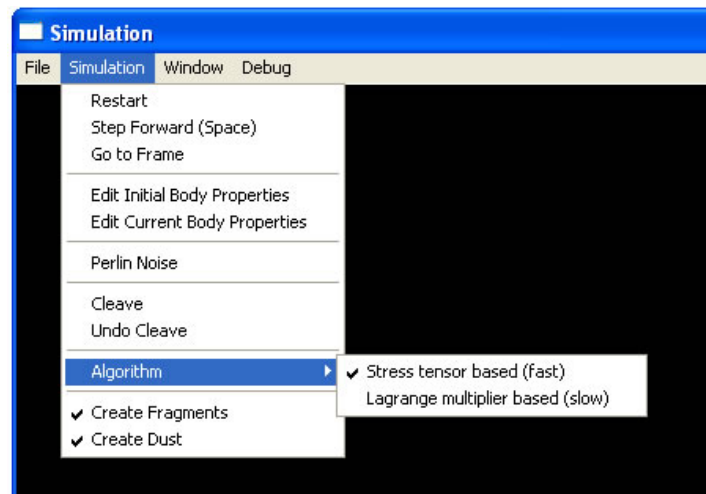 Simulation
File Simulation Window Debug
Restart
Step Forward (Space)
Go to Frame
Edit Initial Body Properties
Edit Current Body Properties
Perlin Noise
Cleave
Undo Cleave
Algorithm
Stress tensor based (fast)
Lagrange multiplier based (slow)
Create Fragments
Create Dust